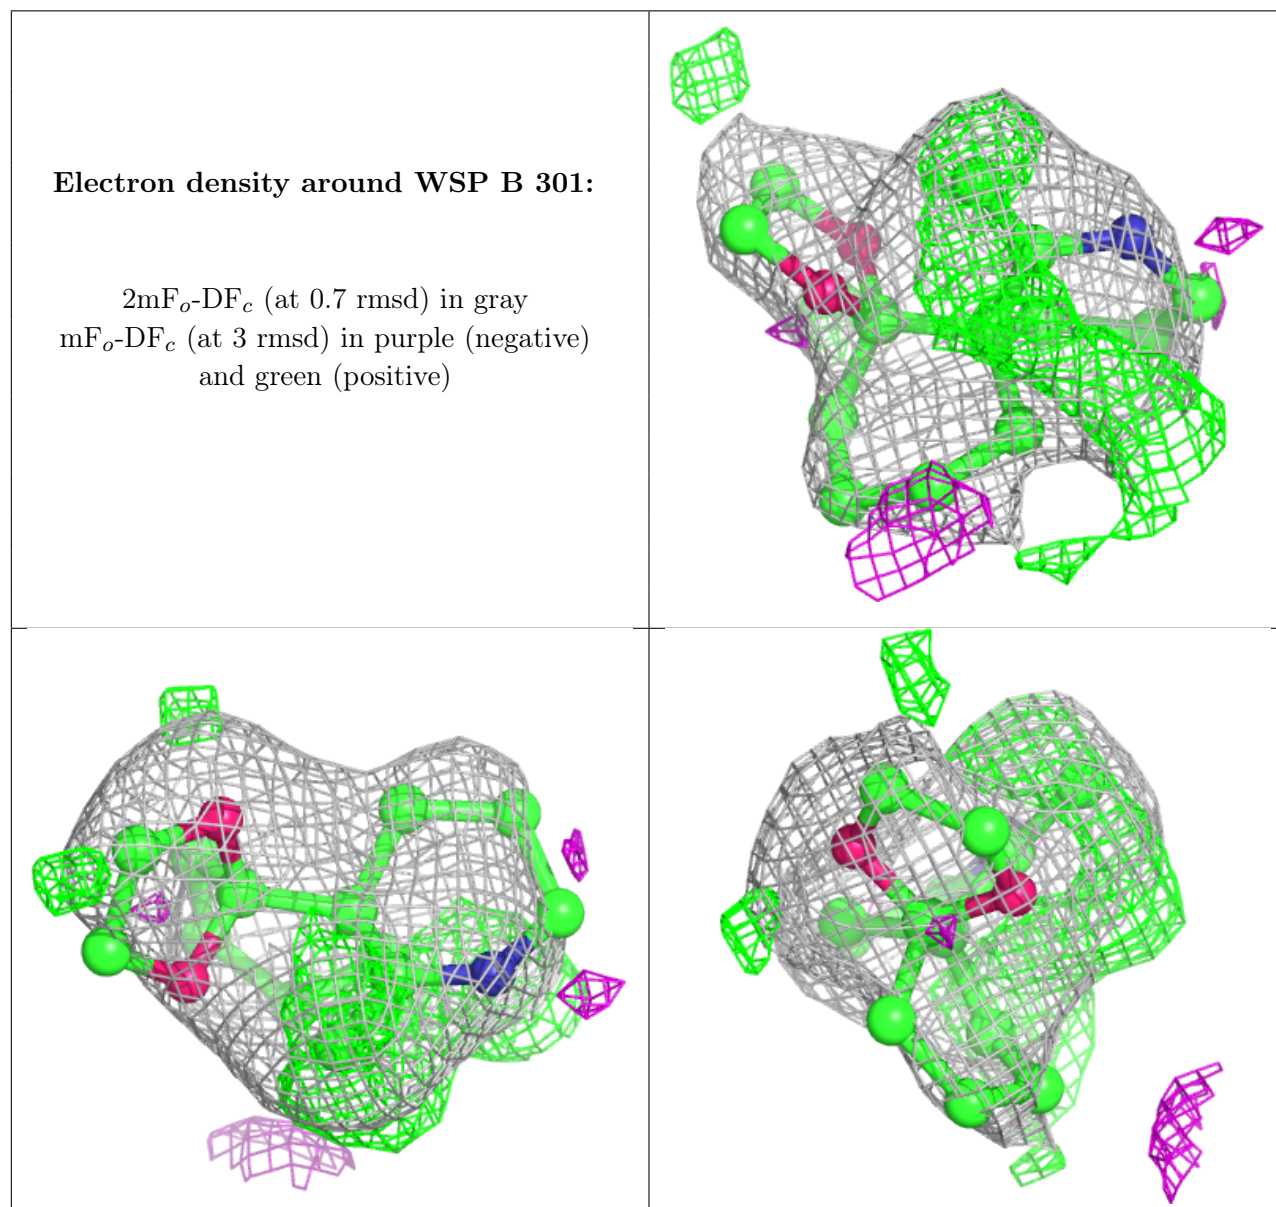 Electron density around WSP B 301:
2mFo-DFc (at 0.7 rmsd) in gray
mFo-DFc (at 3 rmsd) in purple (negative)
and green (positive)